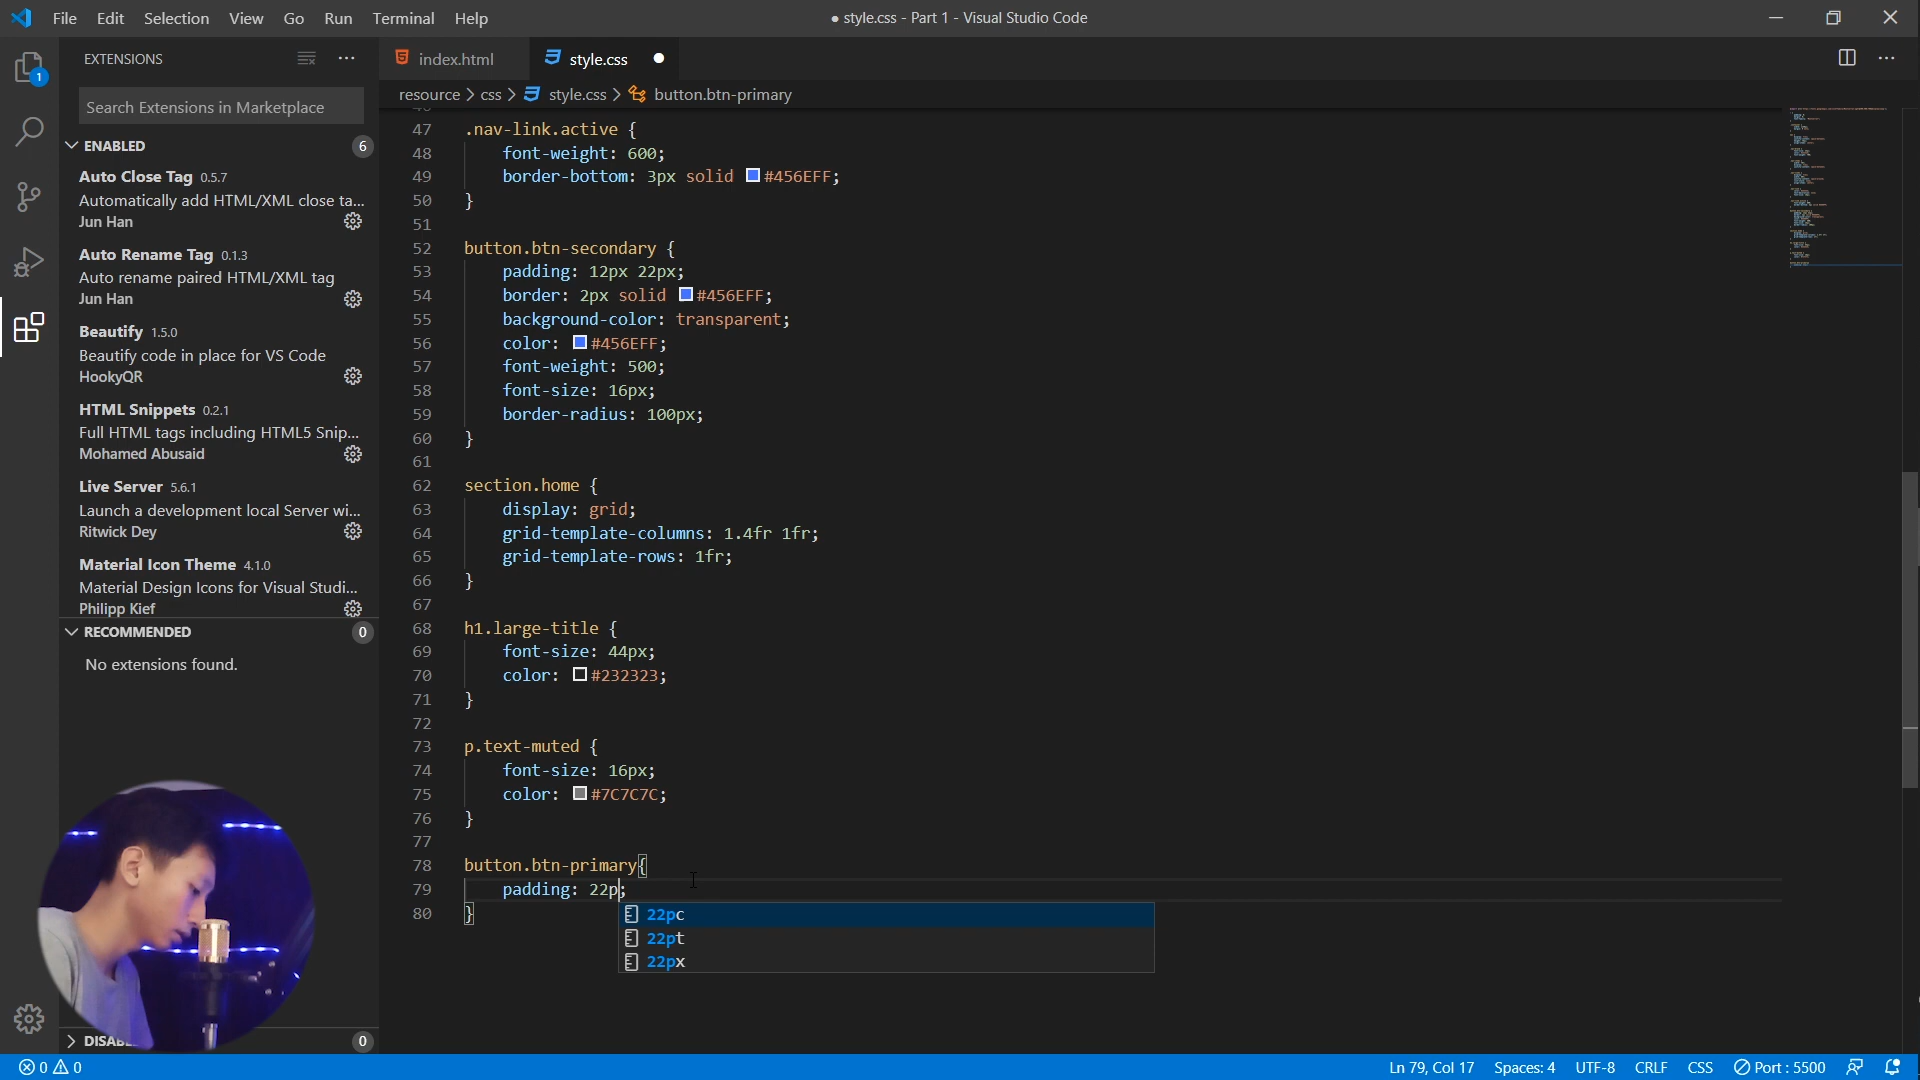 File Edit Selection View Go Run Terminal Help
● style.css - Part 1 - Visual Studio Code
EXTENSIONS
index.html
style.css
1
resource > css > style.css > button.btn-primary
Search Extensions in Marketplace
ENABLED 6
Auto Close Tag 0.5.7
Automatically add HTML/XML close ta...
Jun Han
Auto Rename Tag 0.1.3
Auto rename paired HTML/XML tag
Jun Han
Beautify 1.5.0
Beautify code in place for VS Code
HookyQR
HTML Snippets 0.2.1
Full HTML tags including HTML5 Snip...
Mohamed Abusaid
Live Server 5.6.1
Launch a development local Server wi...
Ritwick Dey
Material Icon Theme 4.1.0
Material Design Icons for Visual Studi...
Philipp Kief
RECOMMENDED 0
No extensions found.
DISAB 0
47 .nav-link.active {
48 font-weight: 600;
49 border-bottom: 3px solid #456EFF;
50 }
51
52 button.btn-secondary {
53 padding: 12px 22px;
54 border: 2px solid #456EFF;
55 background-color: transparent;
56 color: #456EFF;
57 font-weight: 500;
58 font-size: 16px;
59 border-radius: 100px;
60 }
61
62 section.home {
63 display: grid;
64 grid-template-columns: 1.4fr 1fr;
65 grid-template-rows: 1fr;
66 }
67
68 h1.large-title {
69 font-size: 44px;
70 color: #232323;
71 }
72
73 p.text-muted {
74 font-size: 16px;
75 color: #7C7C7C;
76 }
77
78 button.btn-primary{
79 padding: 22p;
80 }
22pc
22pt
22px
0 0
Ln 79, Col 17 Spaces: 4 UTF-8 CRLF CSS Port : 5500